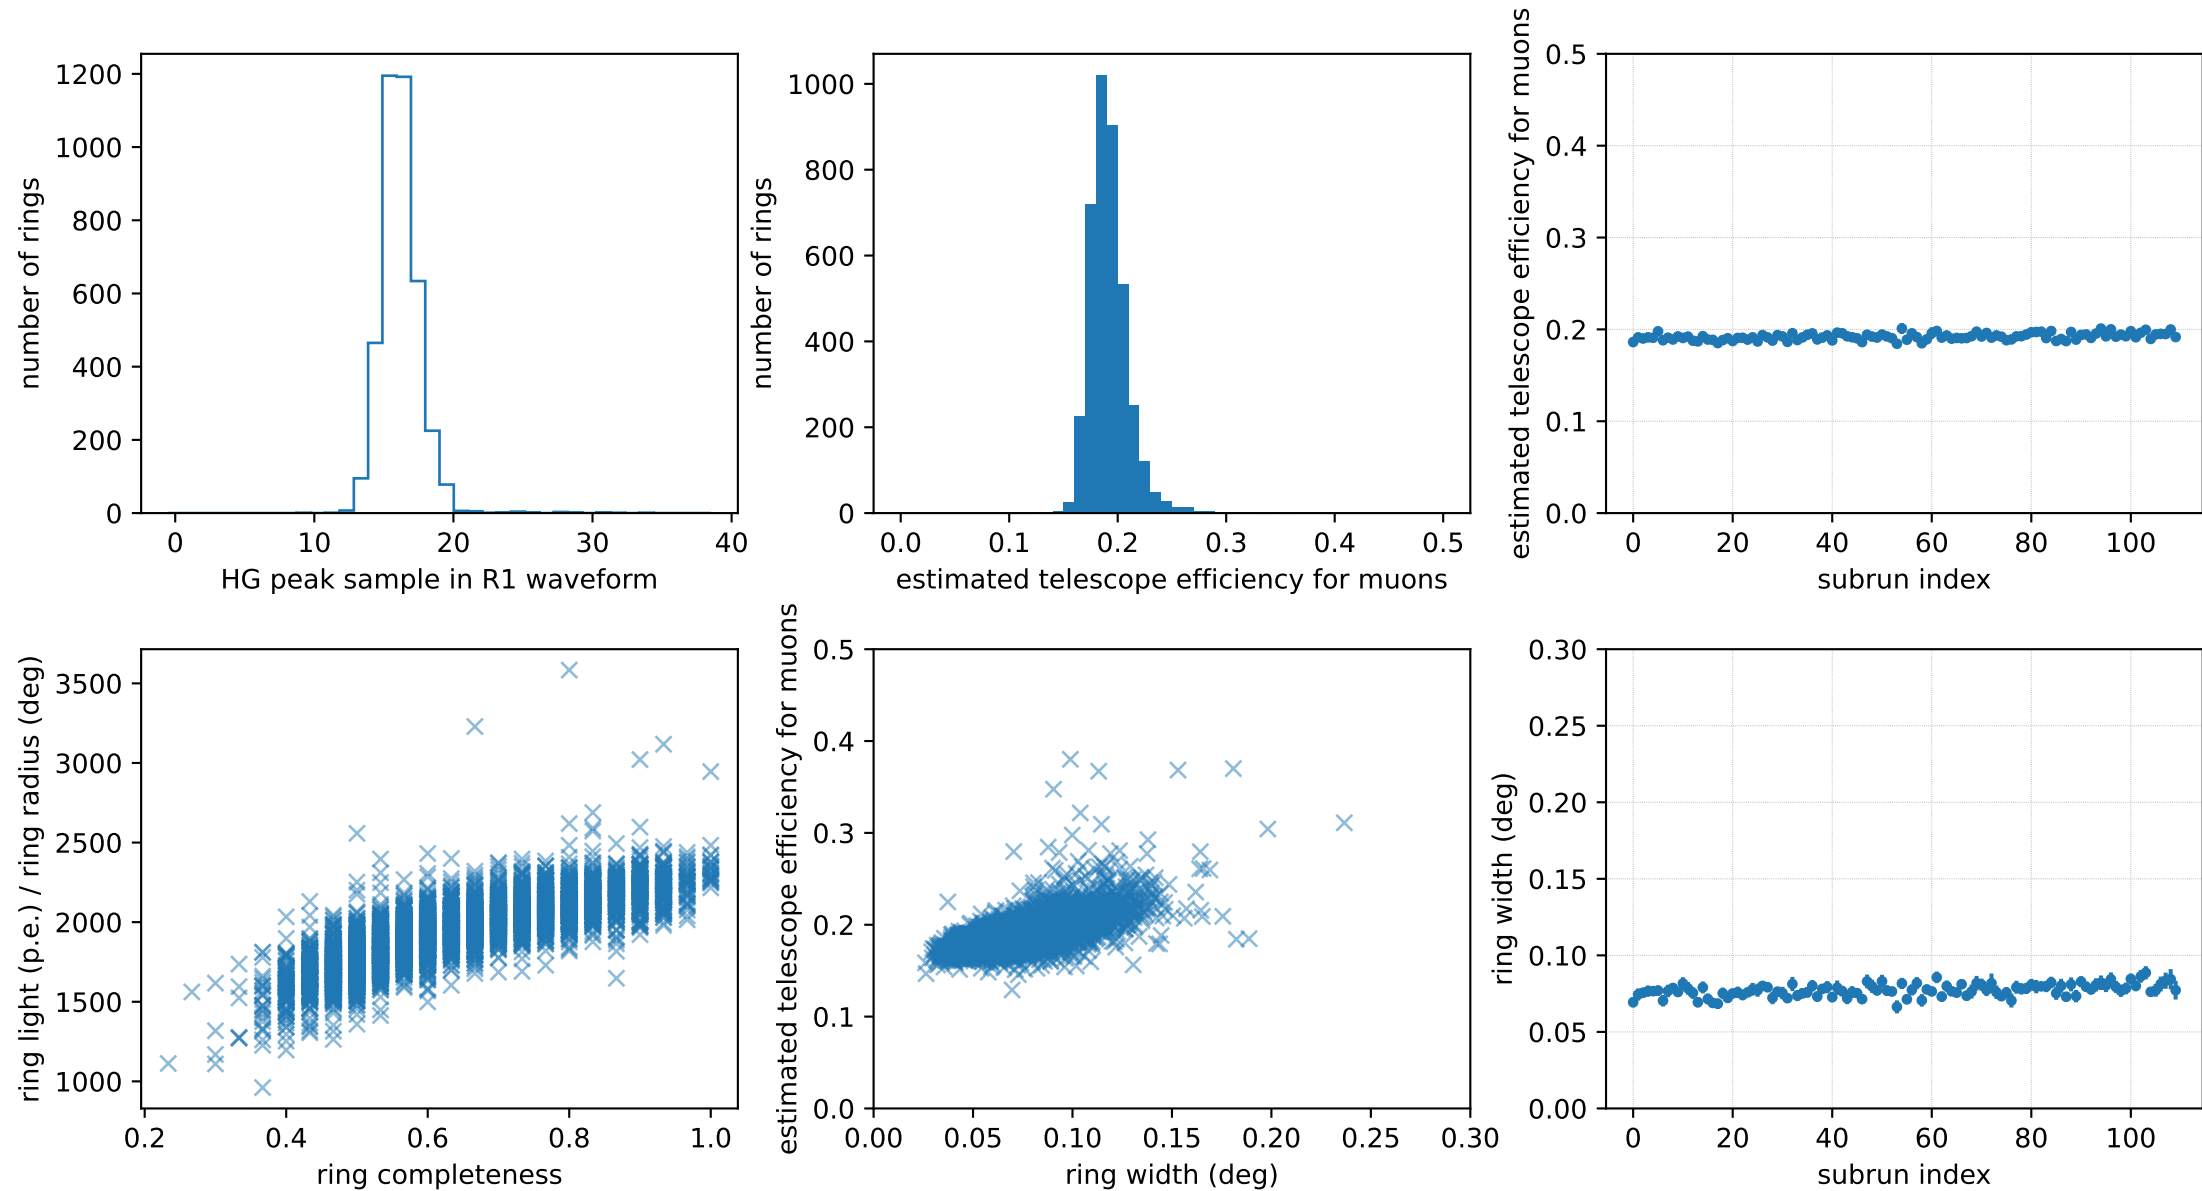 number of rings
1200
1000
800
600
400
200
0
0 10 20 30 40
HG peak sample in R1 waveform
number of rings
1000
800
600
400
200
0
0.0 0.1 0.2 0.3 0.4 0.5
estimated telescope efficiency for muons
estimated telescope efficiency for muons
0.5
0.4
0.3
0.2
0.1
0.0
0 20 40 60 80 100
subrun index
ring light (p.e.) / ring radius (deg)
3500
3000
2500
2000
1500
1000
0.2 0.4 0.6 0.8 1.0
ring completeness
estimated telescope efficiency for muons
0.5
0.4
0.3
0.2
0.1
0.0
0.00 0.05 0.10 0.15 0.20 0.25 0.30
ring width (deg)
ring width (deg)
0.30
0.25
0.20
0.15
0.10
0.05
0.00
0 20 40 60 80 100
subrun index